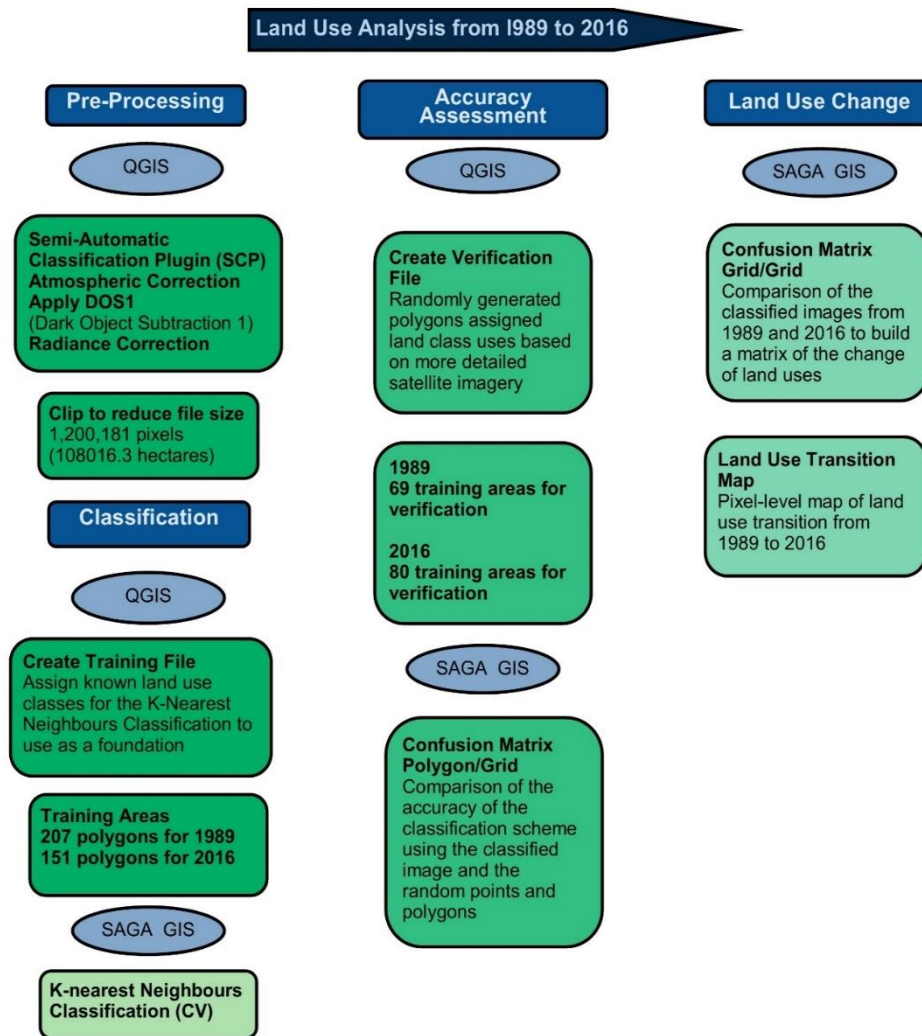 Land Use Analysis from I989 to 2016
Pre-Processing
QGIS
Semi-Automatic
Classification Plugin (SCP)
Atmospheric Correction
Apply DOS1
(Dark Object Subtraction 1)
Radiance Correction
Clip to reduce file size
1,200,181 pixels
(108016.3 hectares)
Classification
QGIS
Create Training File
Assign known land use
classes for the K-Nearest
Neighbours Classification to
use as a foundation
Training Areas
207 polygons for 1989
151 polygons for 2016
SAGA GIS
K-nearest Neighbours
Classification (CV)
Accuracy
Assessment
QGIS
Create Verification
File
Randomly generated
polygons assigned
land class uses based
on more detailed
satellite imagery
1989
69 training areas for
verification
2016
80 training areas for
verification
SAGA GIS
Confusion Matrix
Polygon/Grid
Comparison of the
accuracy of the
classification scheme
using the classified
image and the
random points and
polygons
Land Use Change
SAGA GIS
Confusion Matrix
Grid/Grid
Comparison of the
classified images from
1989 and 2016 to build
a matrix of the change
of land uses
Land Use Transition
Map
Pixel-level map of land
use transition from
1989 to 2016